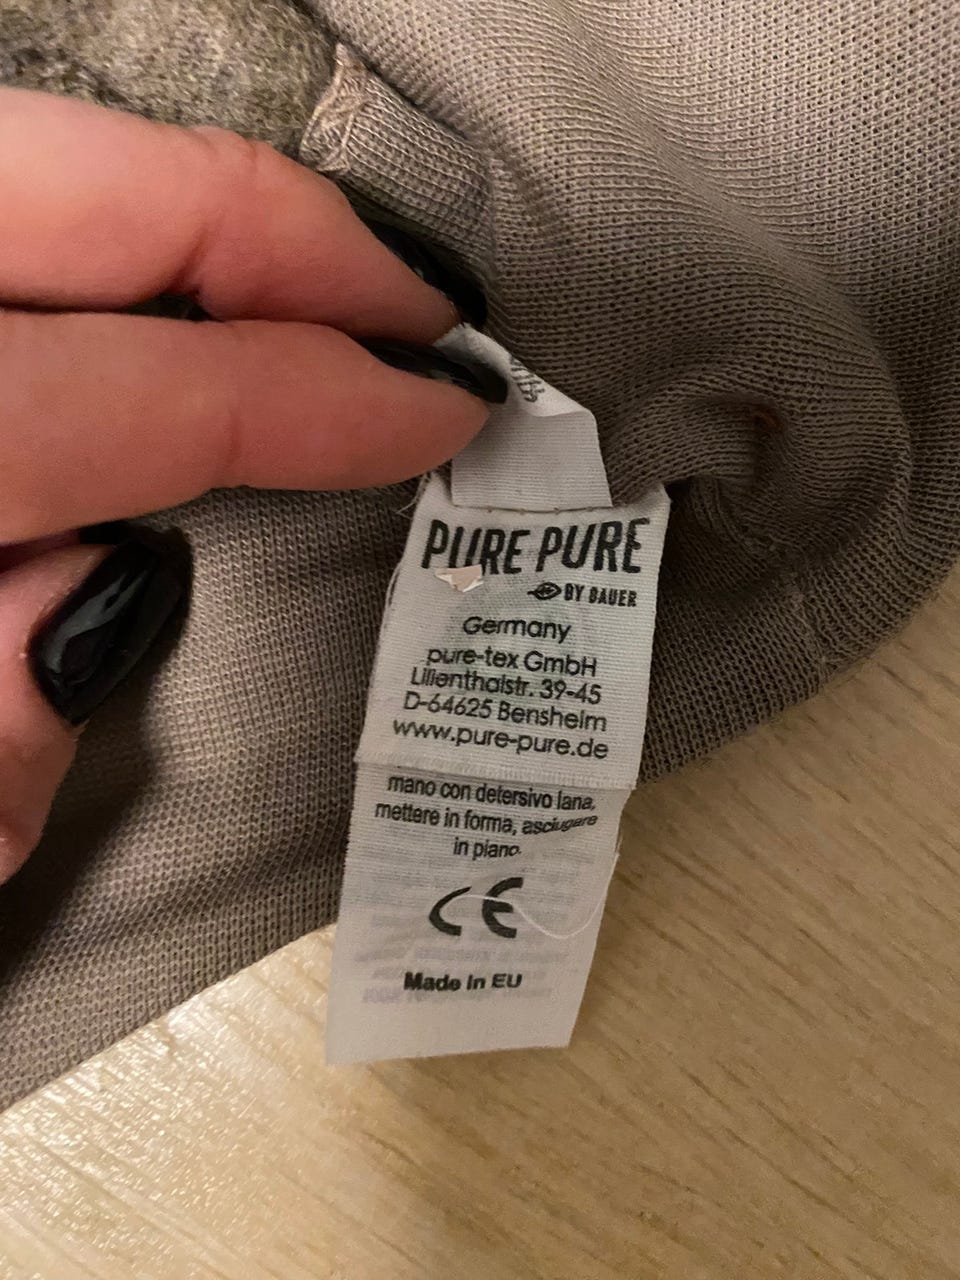 PURE PURE
BY BAUER
Germany
pure-tex GmbH
Lilienthalstr. 39-45
D-64625 Bensheim
www.pure-pure.de
mano con detersivo lana,
mettere in forma, asciugare
in piano.
CE
Made in EU